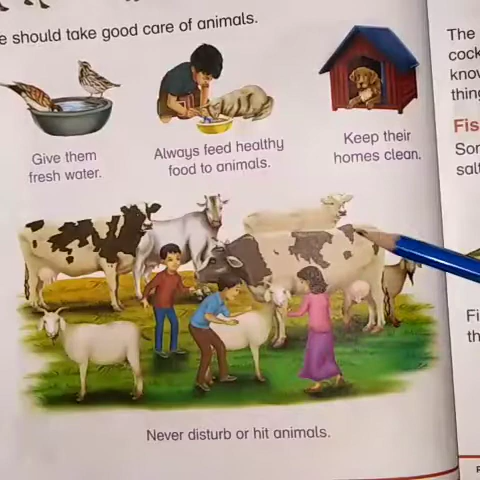 e should take good care of animals.
Give them
fresh water.
Always feed healthy
food to animals.
Keep their
homes clean.
Never disturb or hit animals.
The
cock
know
thing
Fis
Som
salt
Fi
th